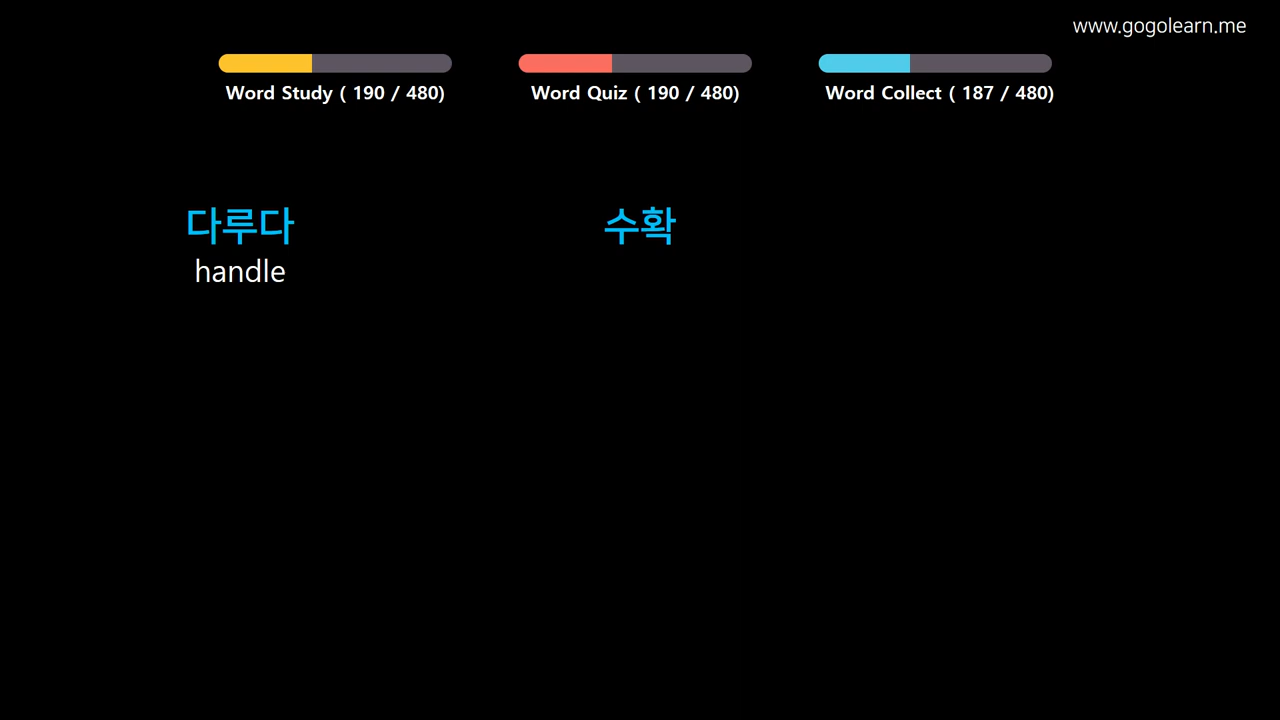 www.gogolearn.me
Word Study ( 190 / 480)
Word Quiz ( 190 / 480)
Word Collect ( 187 / 480)
다루다
handle
수확